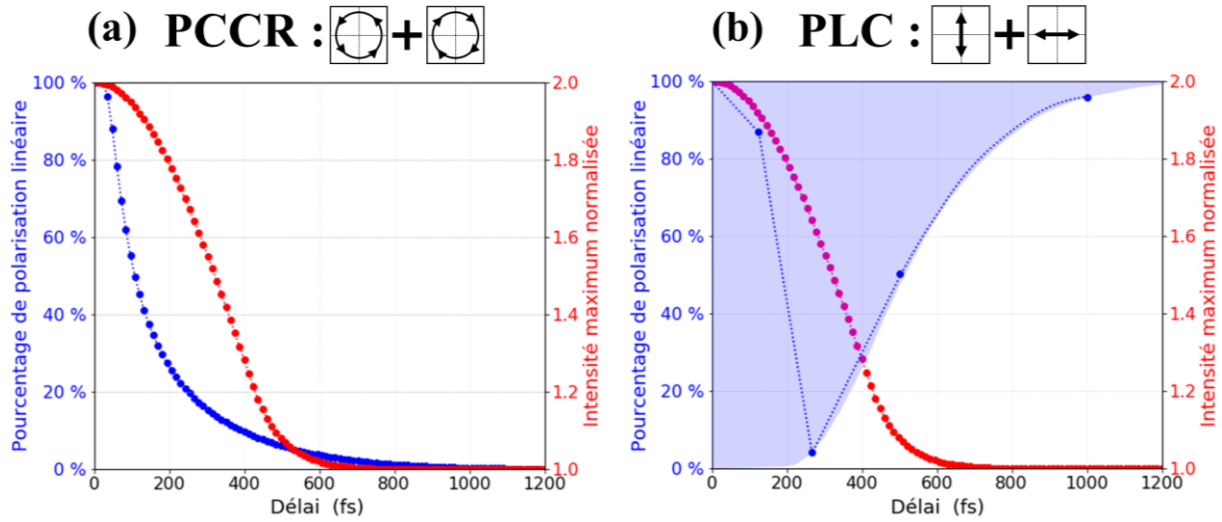 (a) PCCR : +
100 %
80 %
60 %
40 %
20 %
0 %
Pourcentage de polarisation linéaire
2.0
1.8
1.6
1.4
1.2
1.0
Intensité maximum normalisée
0 200 400 600 800 1000 1200
Délai (fs)
(b) PLC : +
100 %
80 %
60 %
40 %
20 %
0 %
Pourcentage de polarisation linéaire
2.0
1.8
1.6
1.4
1.2
1.0
Intensité maximum normalisée
0 200 400 600 800 1000 1200
Délai (fs)